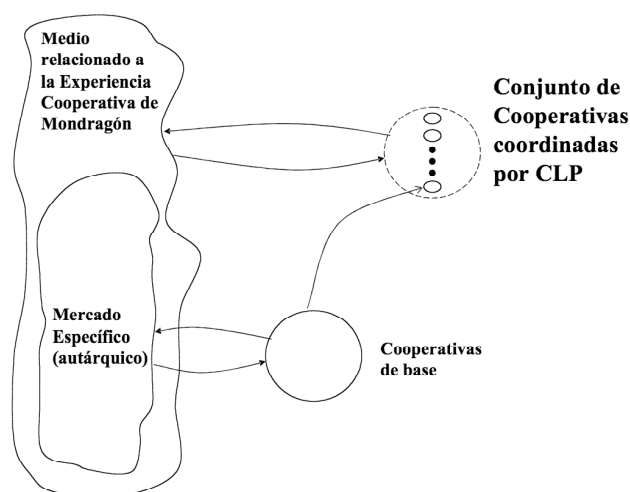 Medio
relacionado a
la Experiencia
Cooperativa de
Mondragón
Conjunto de
Cooperativas
coordinadas
por CLP
Mercado
Específico
(autárquico)
Cooperativas
de base